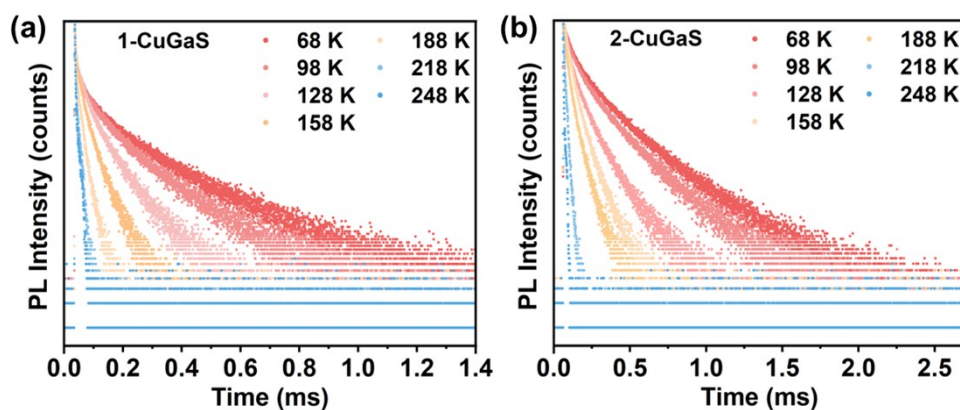 (a)
1-CuGaS
68 K
98 K
128 K
158 K
188 K
218 K
248 K
PL Intensity (counts)
0.0 0.2 0.4 0.6 0.8 1.0 1.2 1.4
Time (ms)
(b)
2-CuGaS
68 K
98 K
128 K
158 K
188 K
218 K
248 K
PL Intensity (counts)
0.0 0.5 1.0 1.5 2.0 2.5
Time (ms)